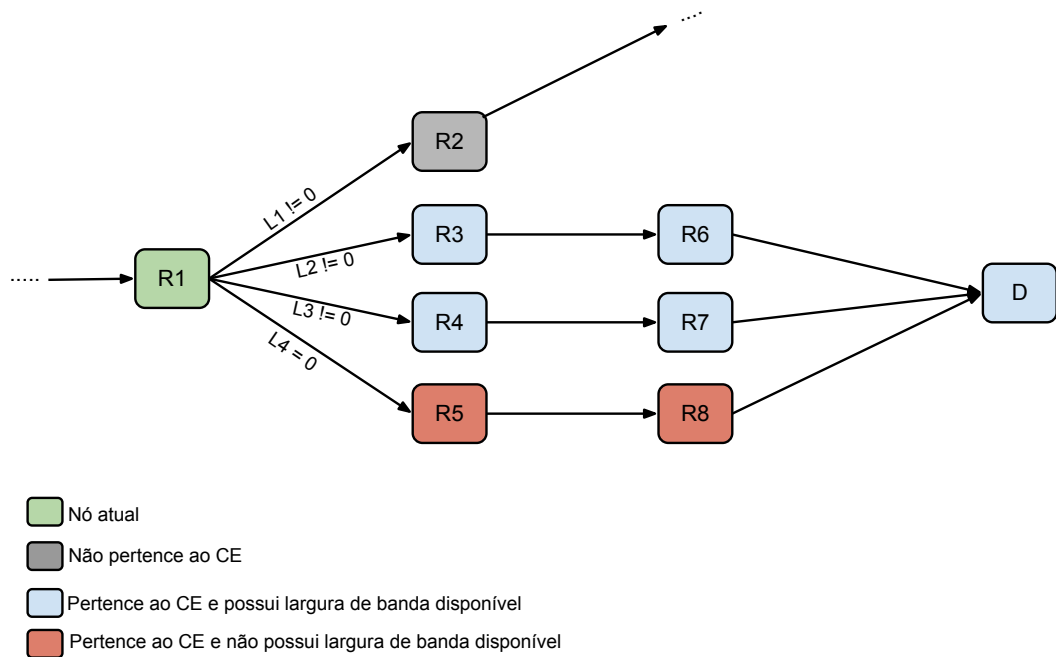 ....
R2
L1 != 0
R3
R6
L2 != 0
.....
R1
D
L3 != 0
R4
R7
L4 = 0
R5
R8
Nó atual
Não pertence ao CE
Pertence ao CE e possui largura de banda disponível
Pertence ao CE e não possui largura de banda disponível